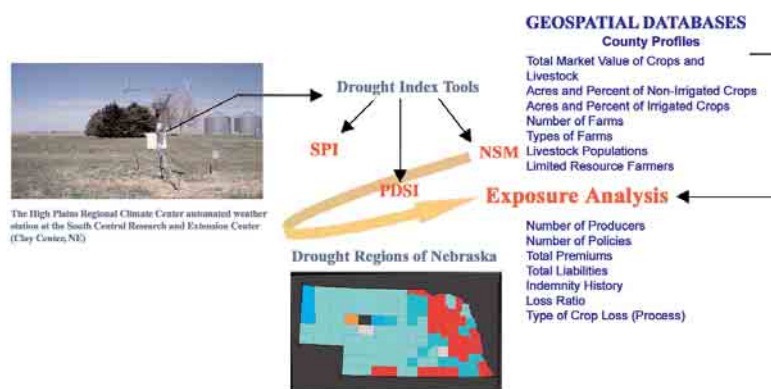 GEOSPATIAL DATABASES
County Profiles
Total Market Value of Crops and
Livestock
Acres and Percent of Non-Irrigated Crops
Acres and Percent of Irrigated Crops
Number of Farms
Types of Farms
Livestock Populations
Limited Resource Farmers
Drought Index Tools
SPI
PDSI
NSM
Exposure Analysis
Number of Producers
Number of Policies
Total Premiums
Total Liabilities
Indemnity History
Loss Ratio
Type of Crop Loss (Process)
The High Plains Regional Climate Center automated weather
station at the South Central Research and Extension Center
(Clay Center, NE)
Drought Regions of Nebraska